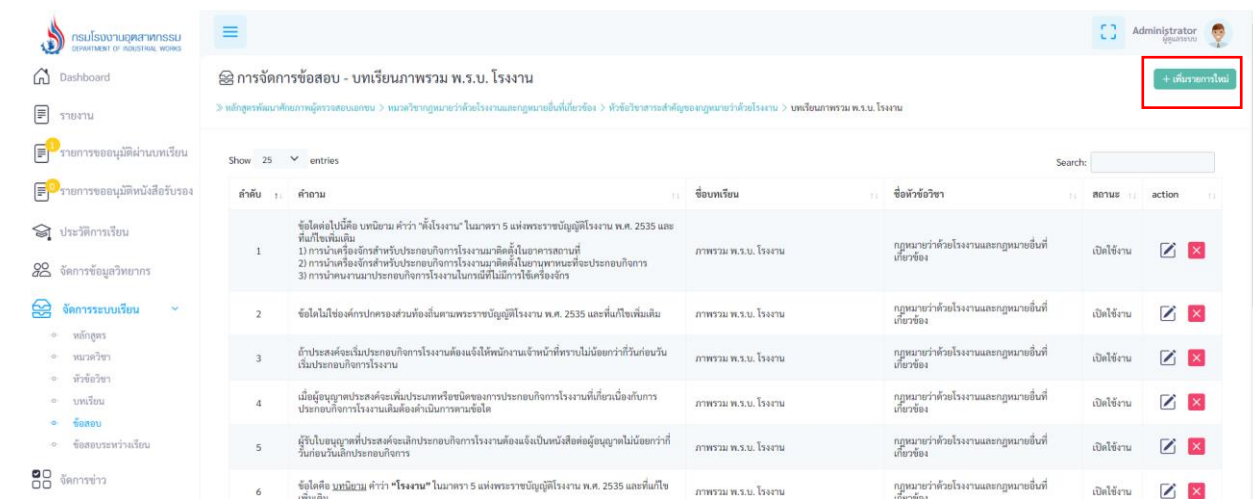 กรมโรงงานอุตสาหกรรม
DEPARTMENT OF INDUSTRIAL WORKS
Administrator
ผู้ดูแลระบบ
Dashboard
รายงาน
1
รายการขออนุมัติผ่านบทเรียน
0
รายการขออนุมัติหนังสือรับรอง
ประวัติการเรียน
จัดการข้อมูลวิทยากร
จัดการระบบเรียน
หลักสูตร
หมวดวิชา
หัวข้อวิชา
บทเรียน
ข้อสอบ
ข้อสอบระหว่างเรียน
จัดการข่าว
การจัดการข้อสอบ - บทเรียนภาพรวม พ.ร.บ. โรงงาน
+ เพิ่มรายการใหม่
» หลักสูตรพัฒนาศักยภาพผู้ตรวจสอบเอกชน > หมวดวิชากฎหมายว่าด้วยโรงงานและกฎหมายอื่นที่เกี่ยวข้อง > หัวข้อวิชาสาระสำคัญของกฎหมายว่าด้วยโรงงาน > บทเรียนภาพรวม พ.ร.บ. โรงงาน
Show 25 entries
Search:
ลำดับ คำถาม ชื่อบทเรียน ชื่อหัวข้อวิชา สถานะ action
ข้อใดต่อไปนี้คือ บทนิยาม คำว่า "ตั้งโรงงาน" ในมาตรา 5 แห่งพระราชบัญญัติโรงงาน พ.ศ. 2535 และ
ที่แก้ไขเพิ่มเติม
1) การนำเครื่องจักรสำหรับประกอบกิจการโรงงานมาติดตั้งในอาคารสถานที่
2) การนำเครื่องจักรสำหรับประกอบกิจการโรงงานมาติดตั้งในยานพาหนะที่จะประกอบกิจการ
3) การนำคนงานมาประกอบกิจการโรงงานในกรณีที่ไม่มีการใช้เครื่องจักร
1 ภาพรวม พ.ร.บ. โรงงาน กฎหมายว่าด้วยโรงงานและกฎหมายอื่นที่
เกี่ยวข้อง เปิดใช้งาน
2 ข้อใดไม่ใช่องค์กรปกครองส่วนท้องถิ่นตามพระราชบัญญัติโรงงาน พ.ศ. 2535 และที่แก้ไขเพิ่มเติม ภาพรวม พ.ร.บ. โรงงาน กฎหมายว่าด้วยโรงงานและกฎหมายอื่นที่
เกี่ยวข้อง เปิดใช้งาน
3 ถ้าประสงค์จะเริ่มประกอบกิจการโรงงานต้องแจ้งให้พนักงานเจ้าหน้าที่ทราบไม่น้อยกว่ากี่วันก่อนวัน
เริ่มประกอบกิจการโรงงาน ภาพรวม พ.ร.บ. โรงงาน กฎหมายว่าด้วยโรงงานและกฎหมายอื่นที่
เกี่ยวข้อง เปิดใช้งาน
4 เมื่อผู้อนุญาตประสงค์จะเพิ่มประเภทหรือชนิดของการประกอบกิจการโรงงานที่เกี่ยวเนื่องกับการ
ประกอบกิจการโรงงานเดิมต้องดำเนินการตามข้อใด ภาพรวม พ.ร.บ. โรงงาน กฎหมายว่าด้วยโรงงานและกฎหมายอื่นที่
เกี่ยวข้อง เปิดใช้งาน
5 ผู้รับใบอนุญาตที่ประสงค์จะเลิกประกอบกิจการโรงงานต้องแจ้งเป็นหนังสือต่อผู้อนุญาตไม่น้อยกว่ากี่
วันก่อนวันเลิกประกอบกิจการ ภาพรวม พ.ร.บ. โรงงาน กฎหมายว่าด้วยโรงงานและกฎหมายอื่นที่
เกี่ยวข้อง เปิดใช้งาน
6 ข้อใดคือ บทนิยาม คำว่า "โรงงาน" ในมาตรา 5 แห่งพระราชบัญญัติโรงงาน พ.ศ. 2535 และที่แก้ไข
เพิ่มเติม ภาพรวม พ.ร.บ. โรงงาน กฎหมายว่าด้วยโรงงานและกฎหมายอื่นที่
เกี่ยวข้อง เปิดใช้งาน